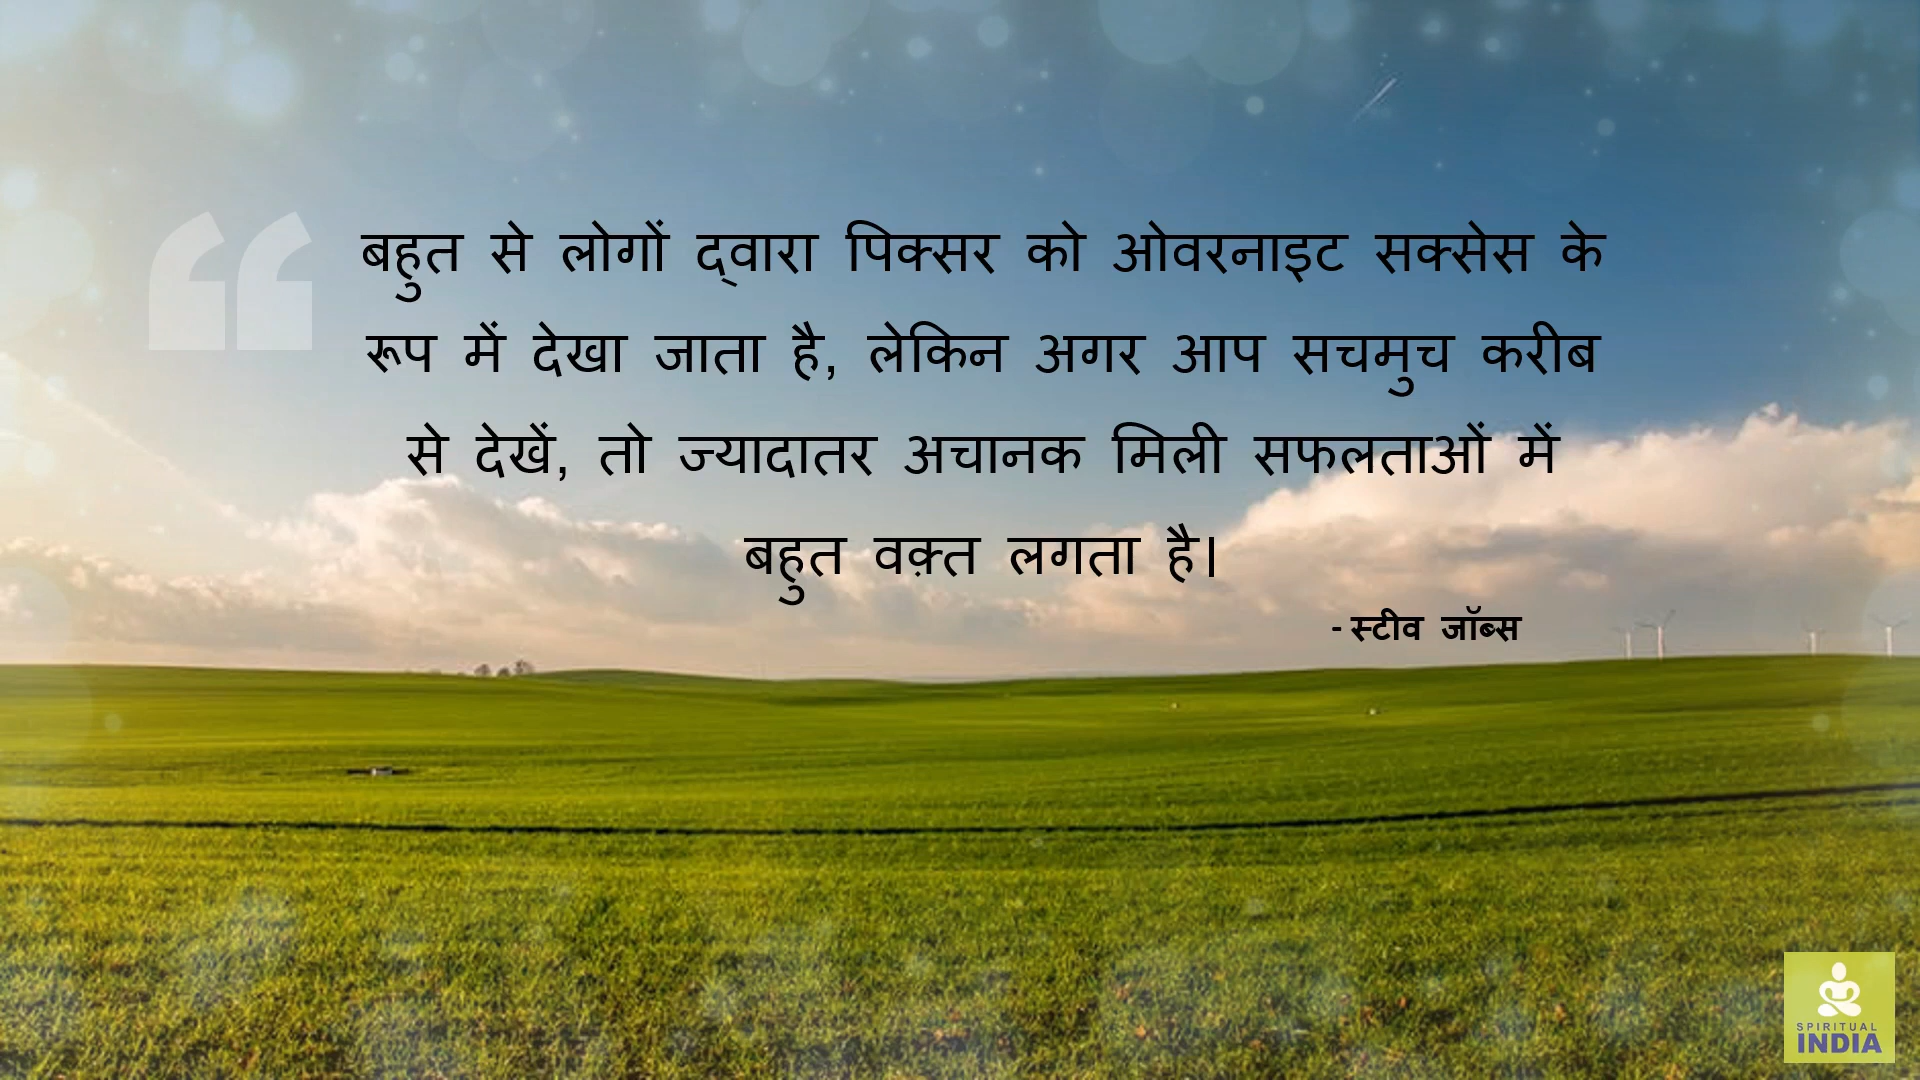 बहुत से लोगों द्वारा पिक्सर को ओवरनाइट सक्सेस के
रूप में देखा जाता है, लेकिन अगर आप सचमुच करीब
से देखें, तो ज्यादातर अचानक मिली सफलताओं में
बहुत वक़्त लगता है।
- स्टीव जॉब्स
SPIRITUAL
INDIA